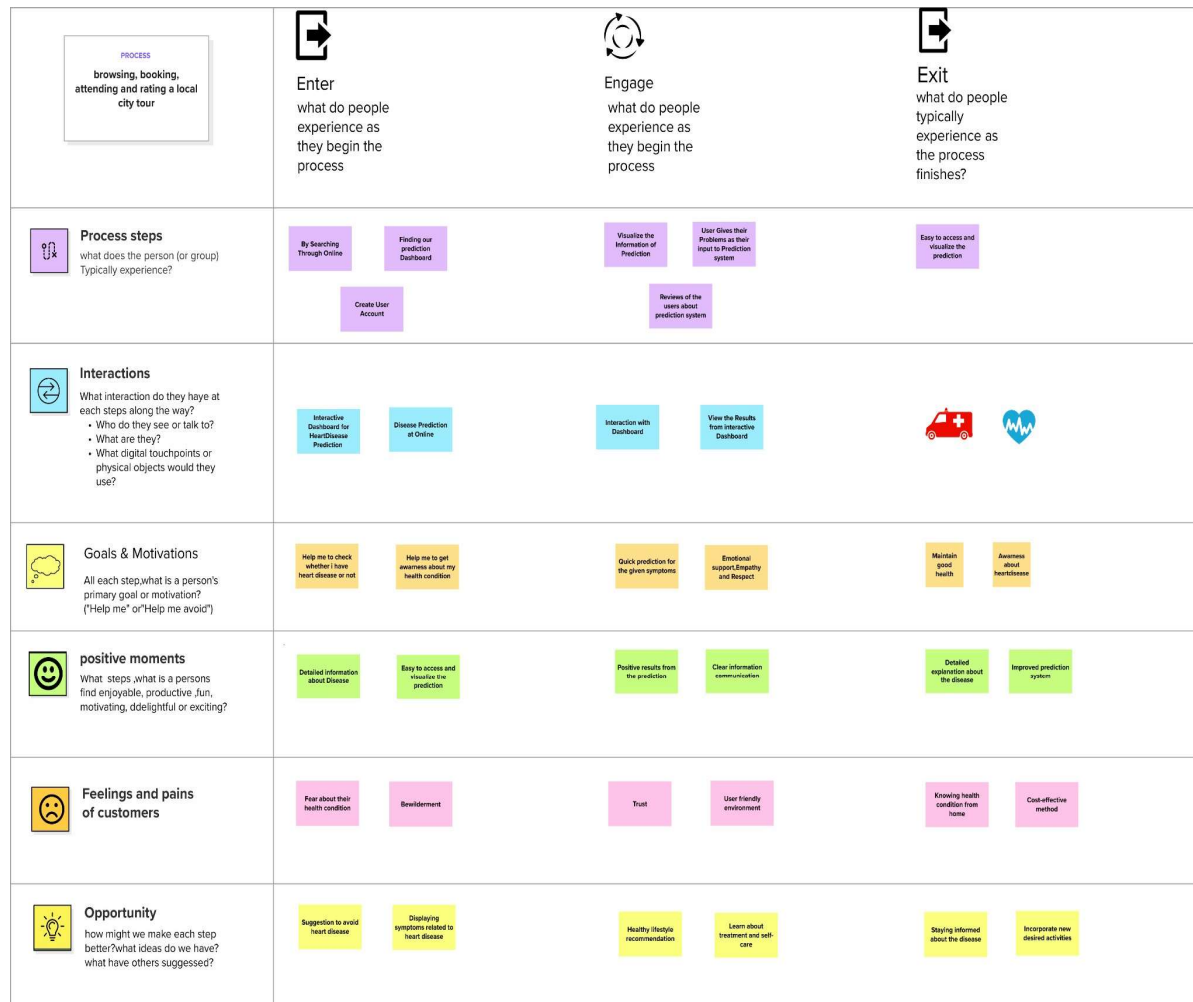 PROCESS
browsing, booking,
attending and rating a local
city tour
Enter
what do people
experience as
they begin the
process
Engage
what do people
experience as
they begin the
process
Exit
what do people
typically
experience as
the process
finishes?
Process steps
what does the person (or group)
Typically experience?
By Searching
Through Online
Finding our
prediction
Dashboard
Create User
Account
Visualize the
Information of
Prediction
User Gives their
Problems as their
input to Prediction
system
Reviews of the
users about
prediction system
Easy to access and
visualize the
prediction
Interactions
What interaction do they have at
each steps along the way?
• Who do they see or talk to?
• What are they?
• What digital touchpoints or
physical objects would they
use?
Interactive
Dashboard for
HeartDisease
Prediction
Disease Prediction
at Online
Interaction with
Dashboard
View the Results
from interactive
Dashboard
Goals & Motivations
All each step,what is a person's
primary goal or motivation?
("Help me" or"Help me avoid")
Help me to check
whether i have
heart disease or not
Help me to get
awarness about my
health condition
Quick prediction for
the given symptoms
Emotional
support,Empathy
and Respect
Maintain
good
health
Awarness
about
heartdisease
positive moments
What steps ,what is a persons
find enjoyable, productive ,fun,
motivating, ddelightful or exciting?
Detailed information
about Disease
Easy to access and
visualize the
prediction
Positive results from
the prediction
Clear information
communication
Detailed
explanation about
the disease
Improved prediction
system
Feelings and pains
of customers
Fear about their
health condition
Bewilderment
Trust
User friendly
environment
Knowing health
condition from
home
Cost-effective
method
Opportunity
how might we make each step
better?what ideas do we have?
what have others suggested?
Suggestion to avoid
heart disease
Displaying
symptoms related to
heart disease
Healthy lifestyle
recommendation
Learn about
treatment and self-
care
Staying informed
about the disease
Incorporate new
desired activities